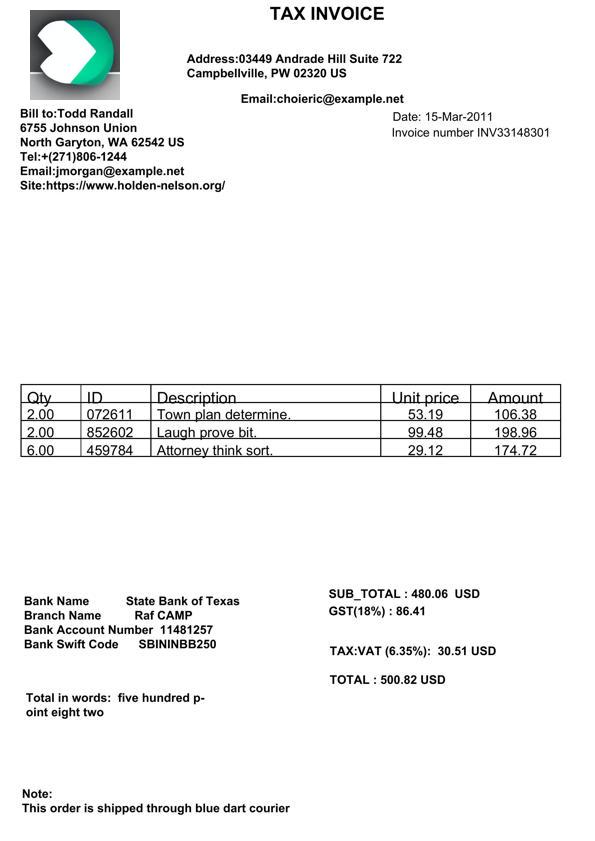 TAX INVOICE
Address:03449 Andrade Hill Suite 722
Campbellville, PW 02320 US
Email:choieric@example.net
Bill to:Todd Randall
6755 Johnson Union
North Garyton, WA 62542 US
Tel:+(271)806-1244
Email:jmorgan@example.net
Site:https://www.holden-nelson.org/
Date: 15-Mar-2011
Invoice number INV33148301
Qty ID Description Unit price Amount
2.00 072611 Town plan determine. 53.19 106.38
2.00 852602 Laugh prove bit. 99.48 198.96
6.00 459784 Attorney think sort. 29.12 174.72
Bank Name State Bank of Texas
Branch Name Raf CAMP
Bank Account Number 11481257
Bank Swift Code SBININBB250
SUB_TOTAL : 480.06 USD
GST(18%) : 86.41
TAX:VAT (6.35%): 30.51 USD
TOTAL : 500.82 USD
Total in words: five hundred p-
oint eight two
Note:
This order is shipped through blue dart courier